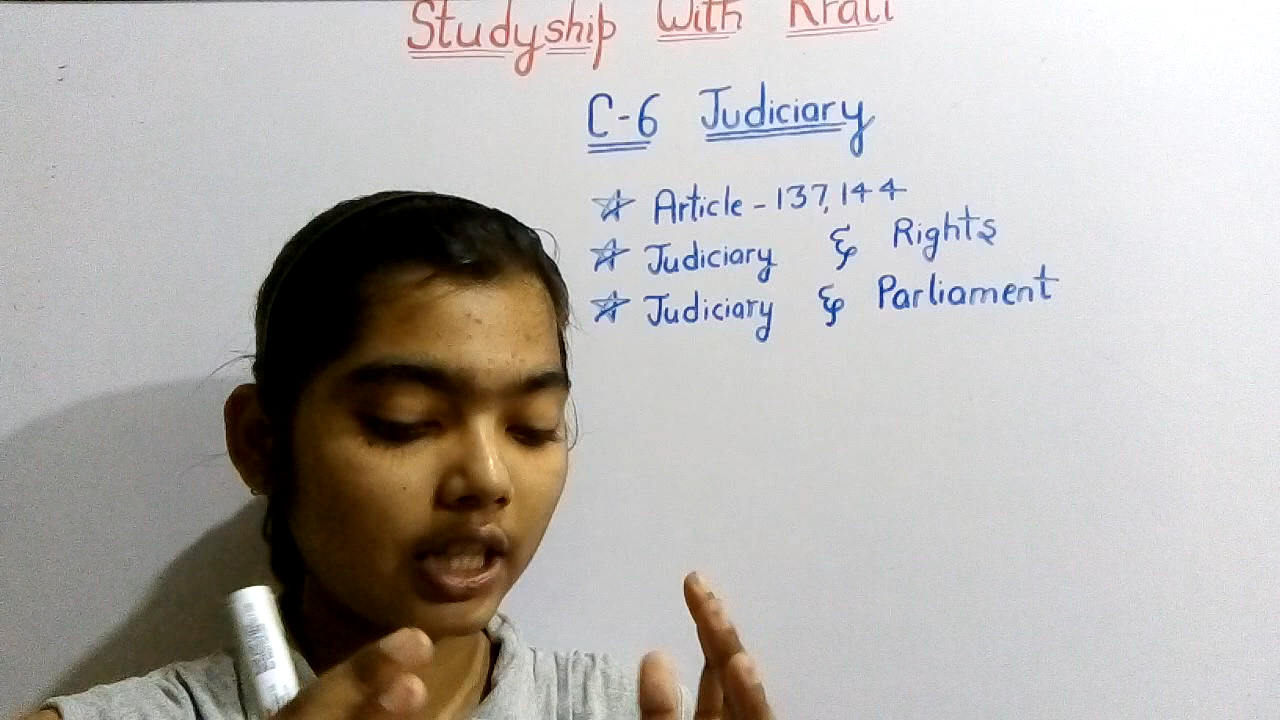 Studyship With Krati
C-6 Judiciary
☆ Article - 137, 144
☆ Judiciary & Rights
☆ Judiciary & Parliament